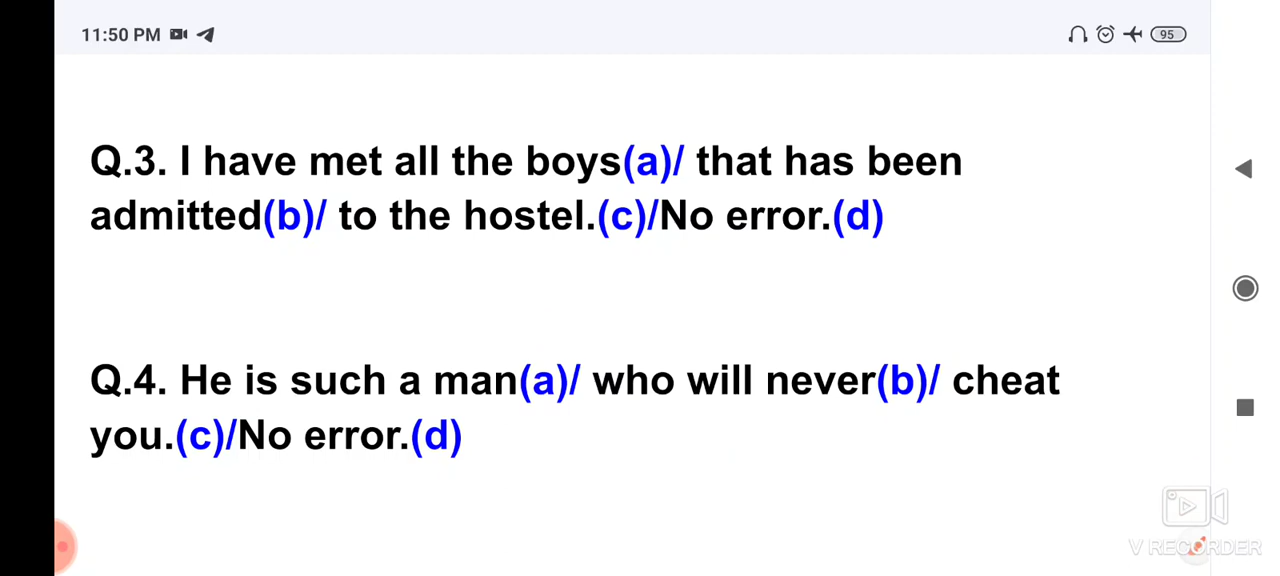 11:50 PM
95
Q.3. I have met all the boys(a)/ that has been
admitted(b)/ to the hostel.(c)/No error.(d)
Q.4. He is such a man(a)/ who will never(b)/ cheat
you.(c)/No error.(d)
V RECORDER